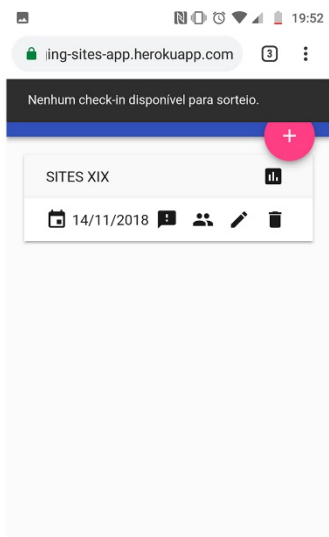 19:52
ing-sites-app.herokuapp.com
3
Nenhum check-in disponível para sorteio.
+
SITES XIX
14/11/2018